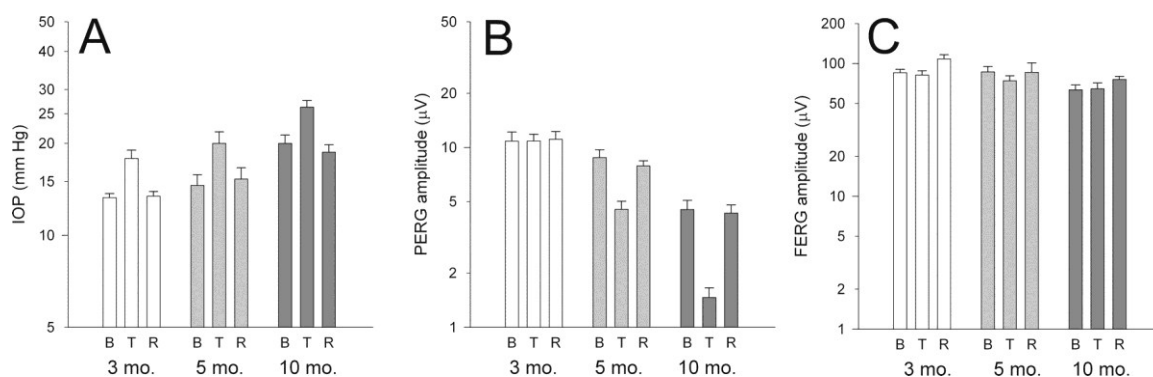 A
IOP (mm Hg)
50
40
30
25
20
15
10
5
B T R B T R B T R
3 mo. 5 mo. 10 mo.
B
PERG amplitude (μV)
50
20
10
5
2
1
B T R B T R B T R
3 mo. 5 mo. 10 mo.
C
FERG amplitude (μV)
200
100
50
20
10
5
2
1
B T R B T R B T R
3 mo. 5 mo. 10 mo.